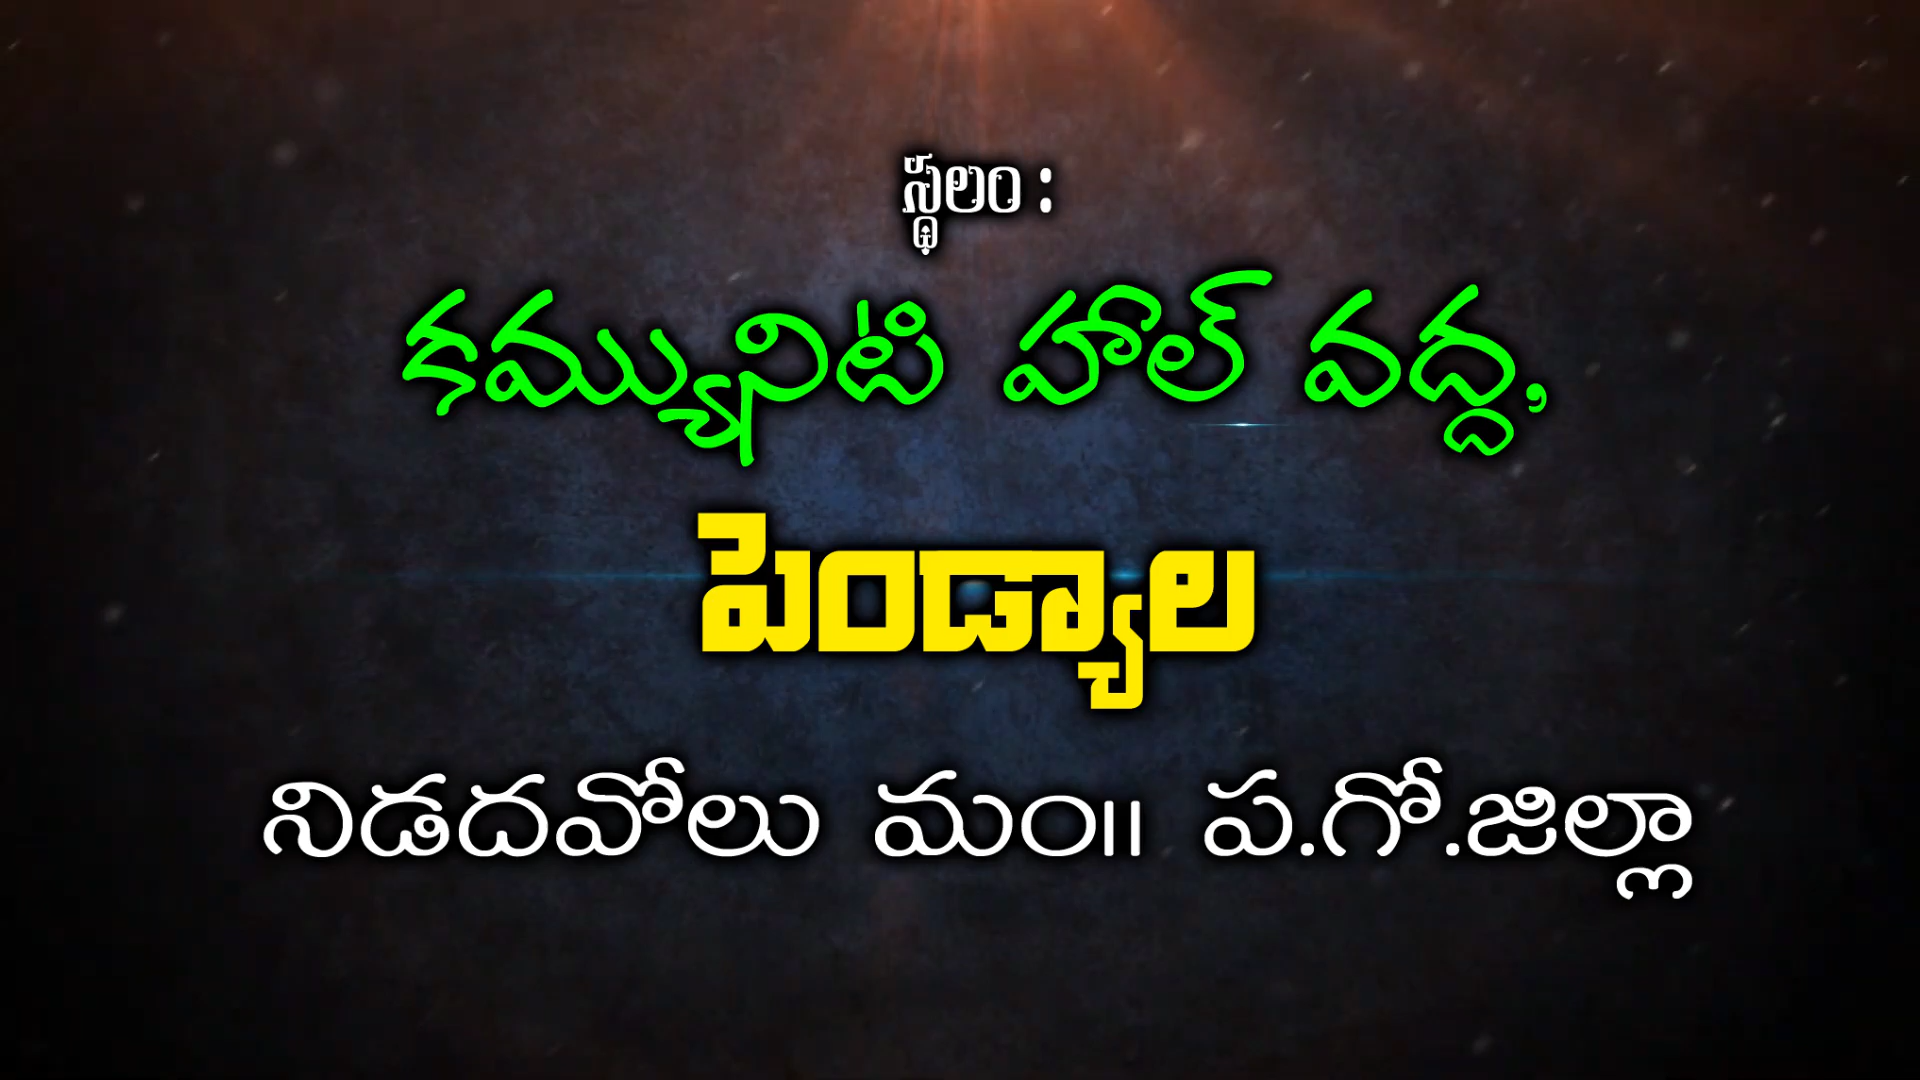 స్థలం :
కమ్యునిటి హాల్ వద్ద,
పెండ్యాల
నిడదవోలు మం॥ ప.గో.జిల్లా